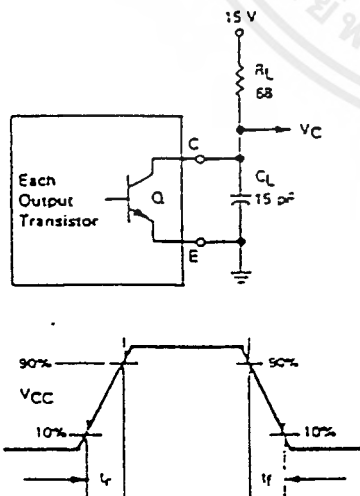 15 V
RL
68
VC
C
Each
Output
Transistor
Q
CL
15 pF
E
90%
90%
VCC
10%
10%
tr
tf